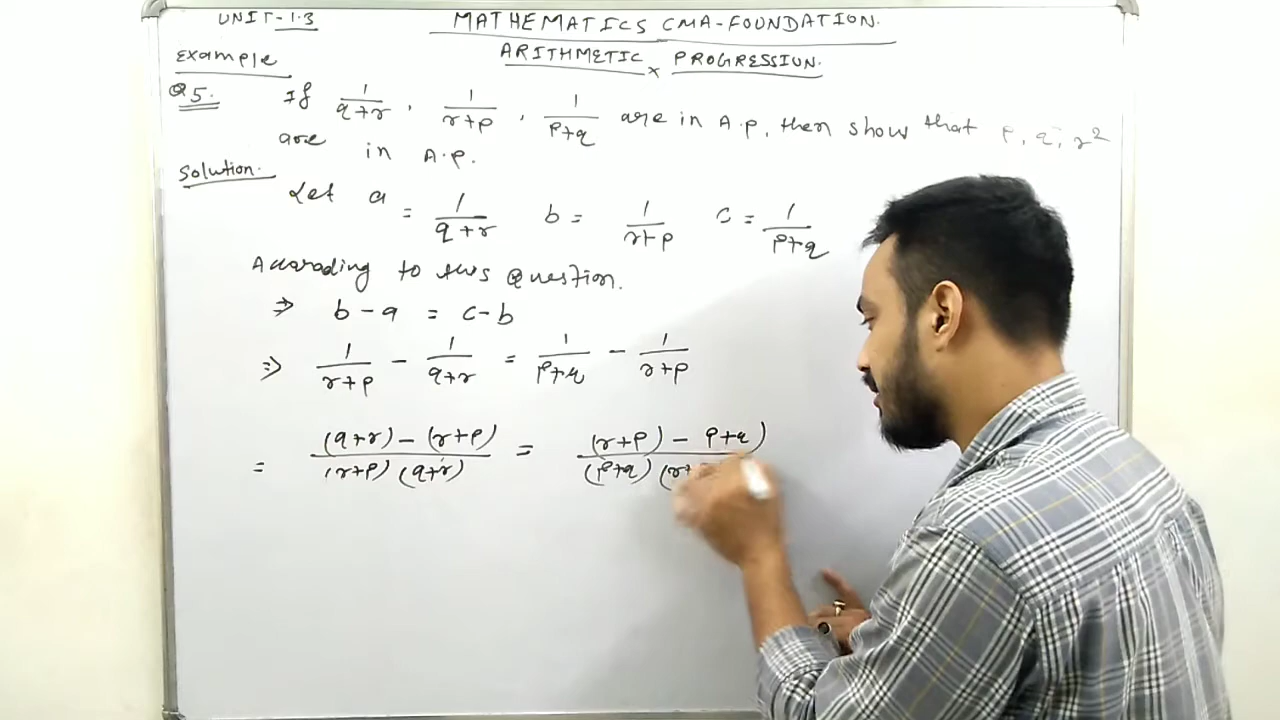 UNIT-1.3 MATHEMATICS CMA-FOUNDATION.
Example ARITHMETIC PROGRESSION.
Q5. If 1/(q+r), 1/(r+p), 1/(p+q) are in A.p, then show that p, q, r²
are in A.p.
Solution.
Let a = 1/(q+r) b = 1/(r+p) c = 1/(p+q)
According to this Question.
⇒ b-a = c-b
⇒ 1/(r+p) - 1/(q+r) = 1/(p+q) - 1/(r+p)
= (q+r)-(r+p)/(r+p)(q+r) = (r+p)-p+q)/(p+q)(r+